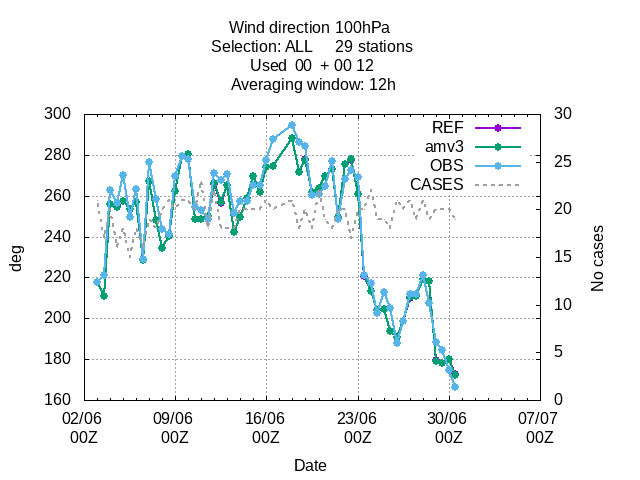 Wind direction 100hPa
Selection: ALL 29 stations
Used 00 + 00 12
Averaging window: 12h
300
280
260
240
220
200
180
160
deg
30
25
20
15
10
5
0
No cases
REF
amv3
OBS
CASES
02/06 09/06 16/06 23/06 30/06 07/07
00Z 00Z 00Z 00Z 00Z 00Z
Date